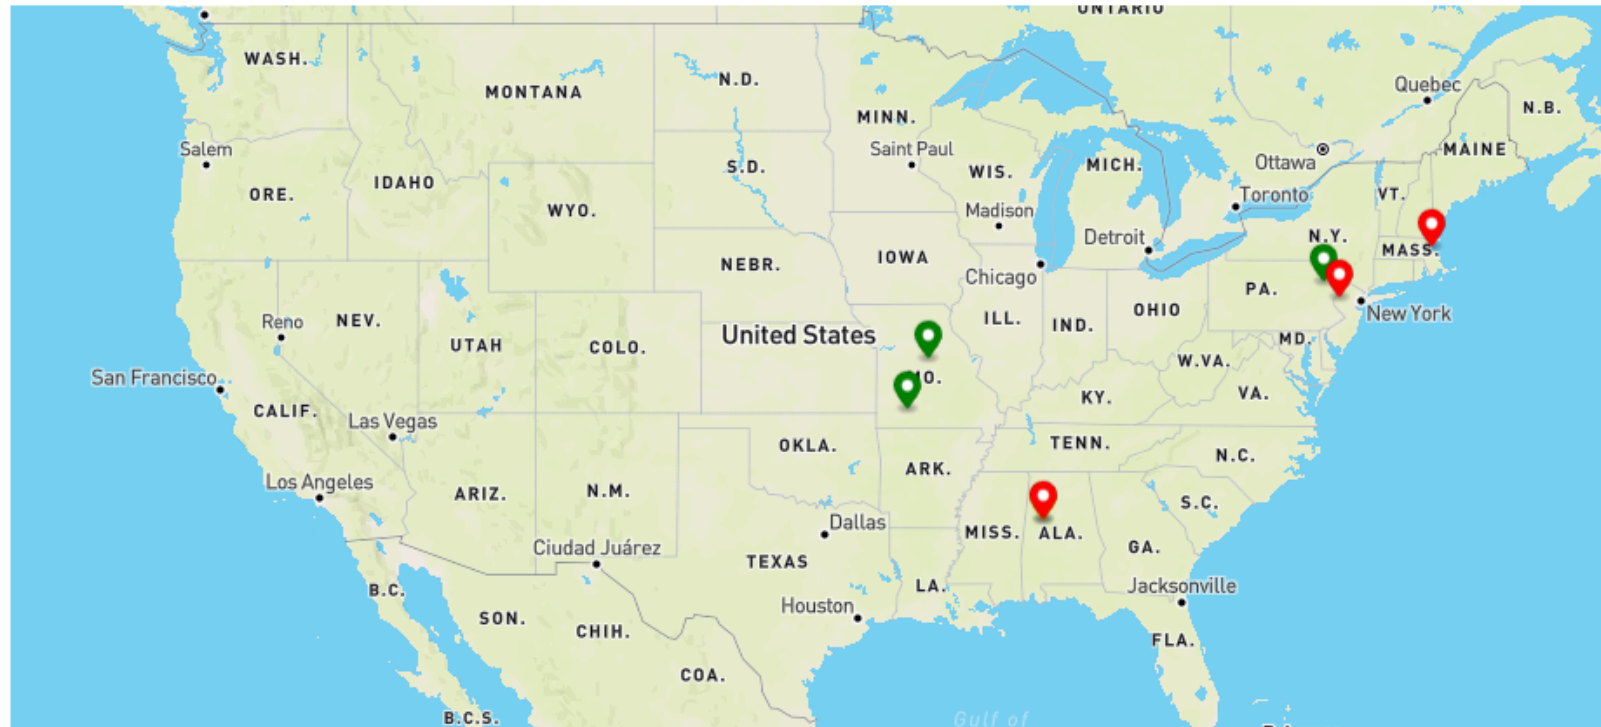 ONTARIO
WASH.
MONTANA
N.D.
MINN.
Quebec
N.B.
Salem
Saint Paul
Ottawa
MAINE
ORE.
IDAHO
S.D.
WIS.
MICH.
VT.
WYO.
Madison
Toronto
Detroit
N.Y.
MASS.
NEBR.
IOWA
Chicago
PA.
Reno
NEV.
UTAH
COLO.
United States
ILL.
IND.
OHIO
New York
MD.
San Francisco
CALIF.
MO.
W.VA.
KY.
VA.
Las Vegas
OKLA.
TENN.
N.C.
Los Angeles
ARIZ.
N.M.
ARK.
S.C.
Dallas
MISS.
ALA.
GA.
Ciudad Juárez
TEXAS
B.C.
LA.
Jacksonville
Houston
SON.
CHIH.
FLA.
COA.
B.C.S.
Gulf of